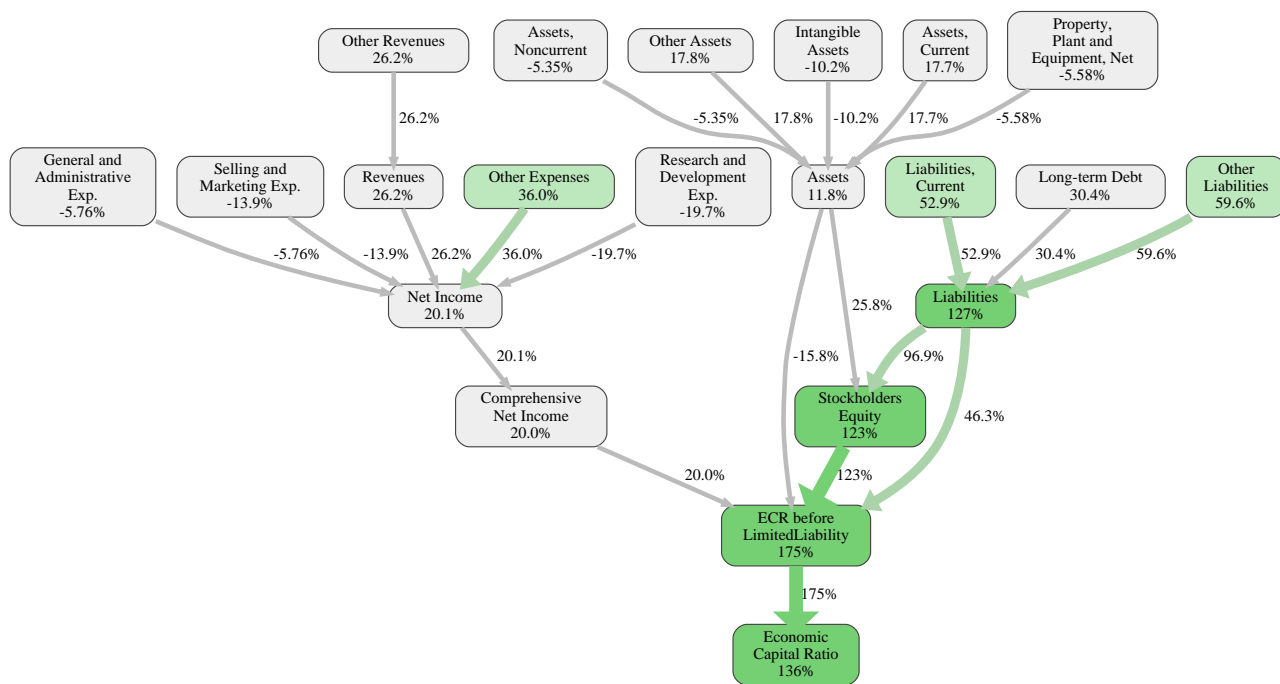 Other Revenues
26.2%
Assets,
Noncurrent
-5.35%
Other Assets
17.8%
Intangible
Assets
-10.2%
Assets,
Current
17.7%
Property,
Plant and
Equipment, Net
-5.58%
26.2%
-5.35%
17.8%
-10.2%
17.7%
-5.58%
General and
Administrative
Exp.
-5.76%
Selling and
Marketing Exp.
-13.9%
Revenues
26.2%
Other Expenses
36.0%
Research and
Development
Exp.
-19.7%
Assets
11.8%
Liabilities,
Current
52.9%
Long-term Debt
30.4%
Other
Liabilities
59.6%
-5.76%
-13.9%
26.2%
36.0%
-19.7%
52.9%
30.4%
59.6%
Net Income
20.1%
25.8%
Liabilities
127%
20.1%
-15.8%
96.9%
Comprehensive
Net Income
20.0%
Stockholders
Equity
123%
46.3%
20.0%
123%
ECR before
LimitedLiability
175%
175%
Economic
Capital Ratio
136%